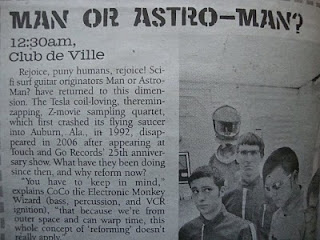 MAN OR ASTRO-MAN?
12:30am,
Club de Ville
Rejoice, puny humans, rejoice! Sci-
fi surf guitar originators Man or Astro-
Man? have returned to this dimen-
sion. The Tesla coil-loving, theremin-
zapping, Z-movie sampling quartet,
which first crashed its flying saucer
into Auburn, Ala., in 1992, disap-
peared in 2006 after appearing at
Touch and Go Records' 25th anniver-
sary show. What have they been doing
since then, and why reform now?
"You have to keep in mind,"
explains CoCo the Electronic Monkey
Wizard (bass, percussion, and VCR
ignition), "that because we're from
outer space and can warp time, this
whole concept of 'reforming' doesn't
really apply